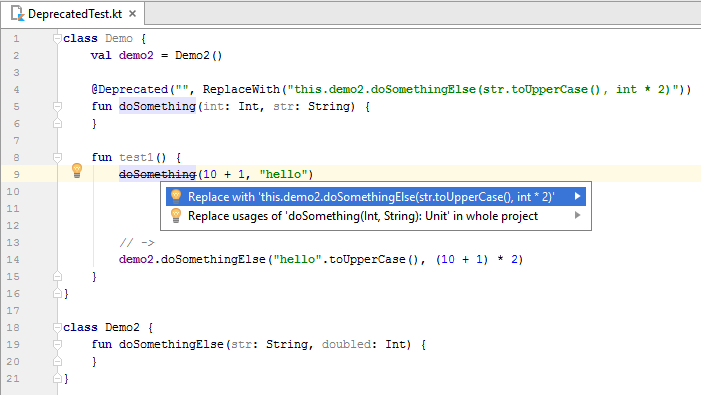 DeprecatedTest.kt
1 class Demo {
2 val demo2 = Demo2()
3
4 @Deprecated("", ReplaceWith("this.demo2.doSomethingElse(str.toUpperCase(), int * 2)"))
5 fun doSomething(int: Int, str: String) {
6 }
7
8 fun test1() {
9 doSomething(10 + 1, "hello")
10 Replace with 'this.demo2.doSomethingElse(str.toUpperCase(), int * 2)'
11 Replace usages of 'doSomething(Int, String): Unit' in whole project
12
13 // ->
14 demo2.doSomethingElse("hello".toUpperCase(), (10 + 1) * 2)
15 }
16 }
17
18 class Demo2 {
19 fun doSomethingElse(str: String, doubled: Int) {
20 }
21 }